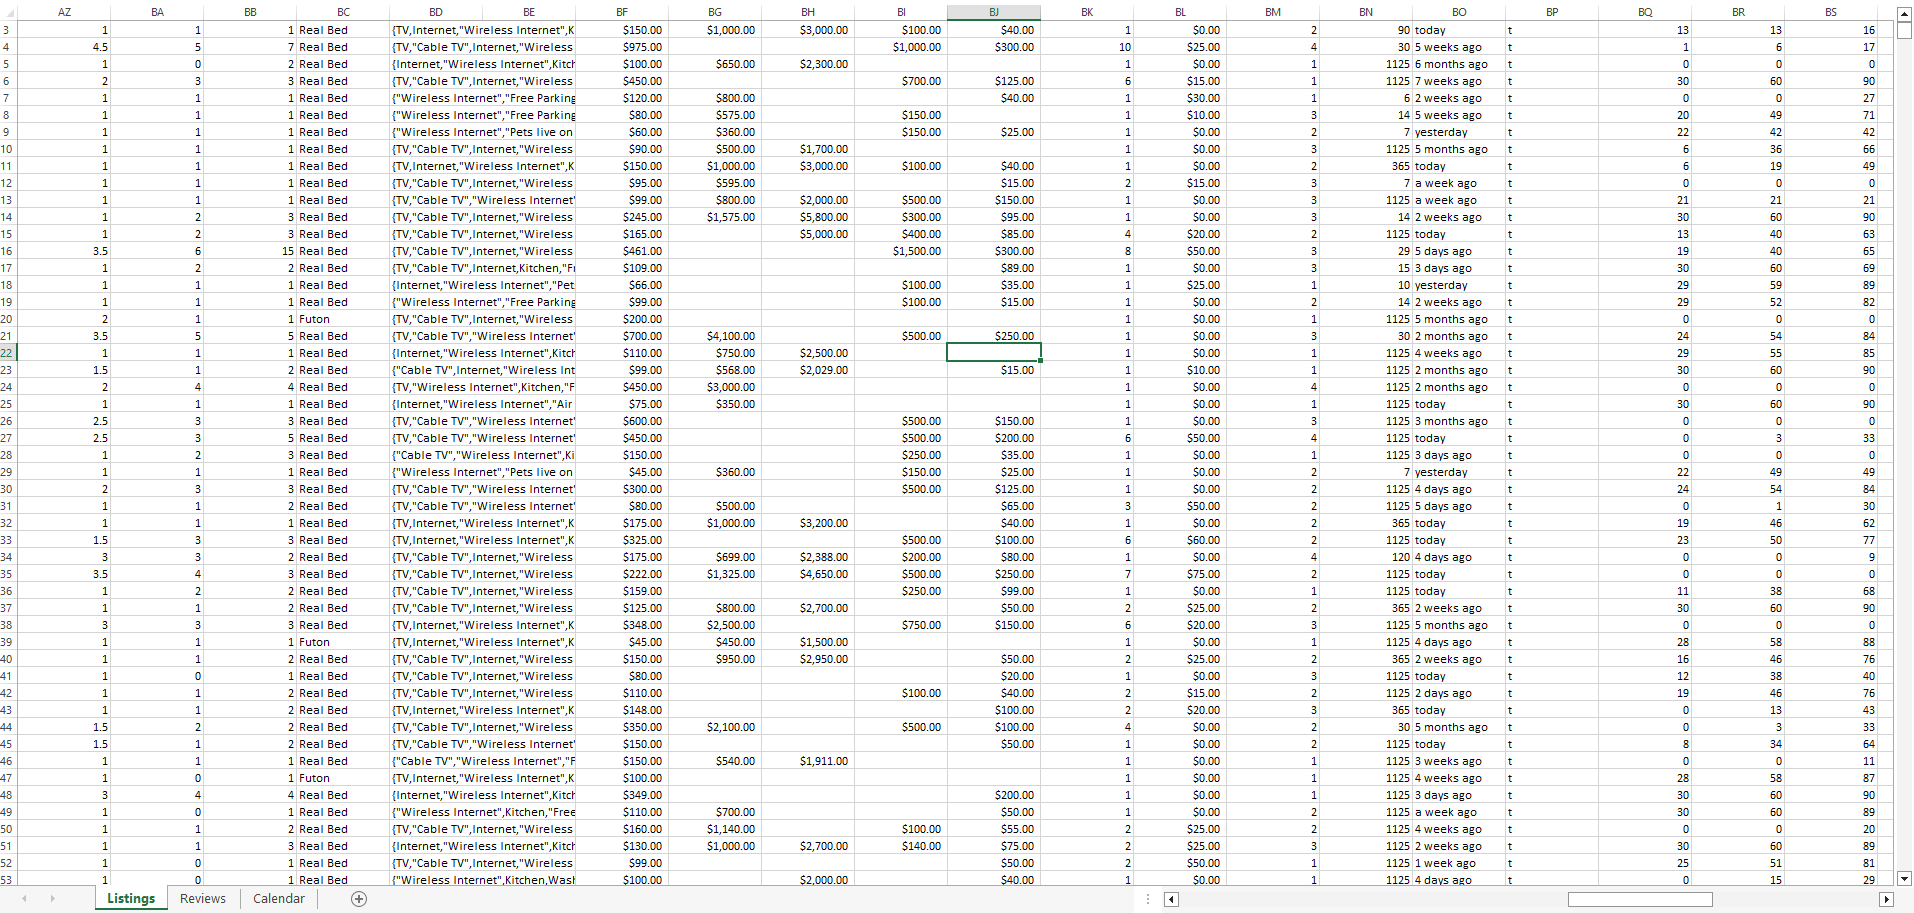 AZ BA BB BC BD BE BF BG BH BI BJ BK BL BM BN BO BP BQ BR BS
3 1 1 1 Real Bed {TV,Internet,"Wireless Internet",K $150.00 $1,000.00 $3,000.00 $100.00 $40.00 1 $0.00 2 90 today t 13 13 16
4 4.5 5 7 Real Bed {TV,"Cable TV",Internet,"Wireless $975.00 $1,000.00 $300.00 10 $25.00 4 30 5 weeks ago t 1 6 17
5 1 0 2 Real Bed {Internet,"Wireless Internet",Kitch $100.00 $650.00 $2,300.00 1 $0.00 1 1125 6 months ago t 0 0 0
6 2 3 3 Real Bed {TV,"Cable TV",Internet,"Wireless $450.00 $700.00 $125.00 6 $15.00 1 1125 7 weeks ago t 30 60 90
7 1 1 1 Real Bed {"Wireless Internet","Free Parking $120.00 $800.00 $40.00 1 $30.00 1 6 2 weeks ago t 0 0 27
8 1 1 1 Real Bed {"Wireless Internet","Free Parking $80.00 $575.00 $150.00 1 $10.00 3 14 5 weeks ago t 20 49 71
9 1 1 1 Real Bed {"Wireless Internet","Pets live on $60.00 $360.00 $150.00 $25.00 1 $0.00 2 7 yesterday t 22 42 42
10 1 1 1 Real Bed {TV,"Cable TV",Internet,"Wireless $90.00 $500.00 $1,700.00 1 $0.00 3 1125 5 months ago t 6 36 66
11 1 1 1 Real Bed {TV,Internet,"Wireless Internet",K $150.00 $1,000.00 $3,000.00 $100.00 $40.00 1 $0.00 2 365 today t 6 19 49
12 1 1 1 Real Bed {TV,"Cable TV",Internet,"Wireless $95.00 $595.00 $15.00 2 $15.00 3 7 a week ago t 0 0 0
13 1 1 1 Real Bed {TV,"Cable TV","Wireless Internet" $99.00 $800.00 $2,000.00 $500.00 $150.00 1 $0.00 3 1125 a week ago t 21 21 21
14 1 2 3 Real Bed {TV,"Cable TV",Internet,"Wireless $245.00 $1,575.00 $5,800.00 $300.00 $95.00 1 $0.00 3 14 2 weeks ago t 30 60 90
15 1 2 3 Real Bed {TV,"Cable TV",Internet,"Wireless $165.00 $5,000.00 $400.00 $85.00 4 $20.00 2 1125 today t 13 40 63
16 3.5 6 15 Real Bed {TV,"Cable TV",Internet,"Wireless $461.00 $1,500.00 $300.00 8 $50.00 3 29 5 days ago t 19 40 65
17 1 2 2 Real Bed {TV,"Cable TV",Internet,Kitchen,"Fr $109.00 $89.00 1 $0.00 3 15 3 days ago t 30 60 69
18 1 1 1 Real Bed {Internet,"Wireless Internet","Pet $66.00 $100.00 $35.00 1 $25.00 1 10 yesterday t 29 59 89
19 1 1 1 Real Bed {"Wireless Internet","Free Parking $99.00 $100.00 $15.00 1 $0.00 2 14 2 weeks ago t 29 52 82
20 2 1 1 Futon {TV,"Cable TV",Internet,"Wireless $200.00 1 $0.00 1 1125 5 months ago t 0 0 0
21 3.5 5 5 Real Bed {TV,"Cable TV","Wireless Internet" $700.00 $4,100.00 $500.00 $250.00 1 $0.00 3 30 2 months ago t 24 54 84
22 1 1 1 Real Bed {Internet,"Wireless Internet",Kitch $110.00 $750.00 $2,500.00 1 $0.00 1 1125 4 weeks ago t 29 55 85
23 1.5 1 2 Real Bed {"Cable TV",Internet,"Wireless Int $99.00 $568.00 $2,029.00 $15.00 1 $10.00 1 1125 2 months ago t 30 60 90
24 2 4 4 Real Bed {TV,"Wireless Internet",Kitchen,"F $450.00 $3,000.00 1 $0.00 4 1125 2 months ago t 0 0 0
25 1 1 1 Real Bed {Internet,"Wireless Internet","Air $75.00 $350.00 1 $0.00 1 1125 today t 30 60 90
26 2.5 3 3 Real Bed {TV,"Cable TV","Wireless Internet" $600.00 $500.00 $150.00 1 $0.00 3 1125 3 months ago t 0 0 0
27 2.5 3 5 Real Bed {TV,"Cable TV","Wireless Internet" $450.00 $500.00 $200.00 6 $50.00 4 1125 today t 0 3 33
28 1 2 3 Real Bed {"Cable TV","Wireless Internet",Ki $150.00 $250.00 $35.00 1 $0.00 1 1125 3 days ago t 0 0 0
29 1 1 1 Real Bed {"Wireless Internet","Pets live on $45.00 $360.00 $150.00 $25.00 1 $0.00 2 7 yesterday t 22 49 49
30 2 3 3 Real Bed {TV,"Cable TV","Wireless Internet" $300.00 $500.00 $125.00 1 $0.00 2 1125 4 days ago t 24 54 84
31 1 1 2 Real Bed {TV,"Cable TV","Wireless Internet" $80.00 $500.00 $65.00 3 $50.00 2 1125 5 days ago t 0 1 30
32 1 1 1 Real Bed {TV,Internet,"Wireless Internet",K $175.00 $1,000.00 $3,200.00 $40.00 1 $0.00 2 365 today t 19 46 62
33 1.5 3 3 Real Bed {TV,Internet,"Wireless Internet",K $325.00 $500.00 $100.00 6 $60.00 2 1125 today t 23 50 77
34 3 3 2 Real Bed {TV,"Cable TV",Internet,"Wireless $175.00 $699.00 $2,388.00 $200.00 $80.00 1 $0.00 4 120 4 days ago t 0 0 9
35 3.5 4 3 Real Bed {TV,"Cable TV",Internet,"Wireless $222.00 $1,325.00 $4,650.00 $500.00 $250.00 7 $75.00 2 1125 today t 0 0 0
36 1 2 2 Real Bed {TV,"Cable TV",Internet,"Wireless $159.00 $250.00 $99.00 1 $0.00 1 1125 today t 11 38 68
37 1 1 2 Real Bed {TV,"Cable TV",Internet,"Wireless $125.00 $800.00 $2,700.00 $50.00 2 $25.00 2 365 2 weeks ago t 30 60 90
38 3 3 3 Real Bed {TV,Internet,"Wireless Internet",K $348.00 $2,500.00 $750.00 $150.00 6 $20.00 3 1125 5 months ago t 0 0 0
39 1 1 1 Futon {TV,Internet,"Wireless Internet",K $45.00 $450.00 $1,500.00 1 $0.00 1 1125 4 days ago t 28 58 88
40 1 1 2 Real Bed {TV,"Cable TV",Internet,"Wireless $150.00 $950.00 $2,950.00 $50.00 2 $25.00 2 365 2 weeks ago t 16 46 76
41 1 0 1 Real Bed {TV,"Cable TV",Internet,"Wireless $80.00 $20.00 1 $0.00 3 1125 today t 12 38 40
42 1 1 2 Real Bed {TV,"Cable TV",Internet,"Wireless $110.00 $100.00 $40.00 2 $15.00 2 1125 2 days ago t 19 46 76
43 1 1 2 Real Bed {TV,Internet,"Wireless Internet",K $148.00 $100.00 2 $20.00 3 365 today t 0 13 43
44 1.5 2 2 Real Bed {TV,"Cable TV",Internet,"Wireless $350.00 $2,100.00 $500.00 $100.00 4 $0.00 2 30 5 months ago t 0 3 33
45 1.5 1 2 Real Bed {TV,"Cable TV","Wireless Internet" $150.00 $50.00 1 $0.00 2 1125 today t 8 34 64
46 1 1 1 Real Bed {"Cable TV","Wireless Internet","F $150.00 $540.00 $1,911.00 1 $0.00 1 1125 3 weeks ago t 0 0 11
47 1 0 1 Futon {TV,Internet,"Wireless Internet",K $100.00 1 $0.00 1 1125 4 weeks ago t 28 58 87
48 3 4 4 Real Bed {Internet,"Wireless Internet",Kitch $349.00 $200.00 1 $0.00 1 1125 3 days ago t 30 60 90
49 1 0 1 Real Bed {"Wireless Internet",Kitchen,"Free $110.00 $700.00 $50.00 1 $0.00 2 1125 a week ago t 30 60 89
50 1 1 2 Real Bed {TV,"Cable TV",Internet,"Wireless $160.00 $1,140.00 $100.00 $55.00 2 $25.00 2 1125 4 weeks ago t 0 0 20
51 1 1 3 Real Bed {Internet,"Wireless Internet",Kitch $130.00 $1,000.00 $2,700.00 $140.00 $75.00 2 $25.00 3 1125 2 weeks ago t 30 60 89
52 1 0 1 Real Bed {TV,"Cable TV",Internet,"Wireless $99.00 $50.00 2 $50.00 1 1125 1 week ago t 25 51 81
53 1 0 1 Real Bed {"Wireless Internet",Kitchen,Wash $100.00 $2,000.00 $40.00 1 $0.00 1 1125 4 days ago t 0 15 29
Listings Reviews Calendar